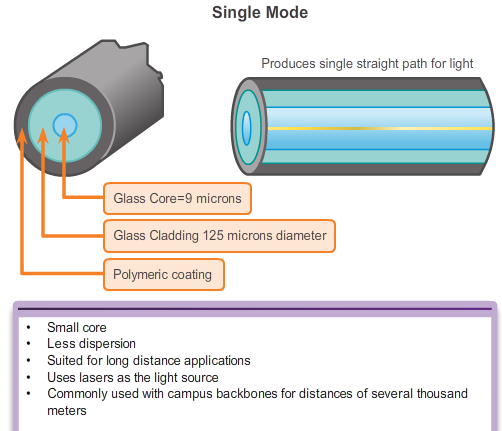 Single Mode
Produces single straight path for light
Glass Core=9 microns
Glass Cladding 125 microns diameter
Polymeric coating
• Small core
• Less dispersion
• Suited for long distance applications
• Uses lasers as the light source
• Commonly used with campus backbones for distances of several thousand
meters